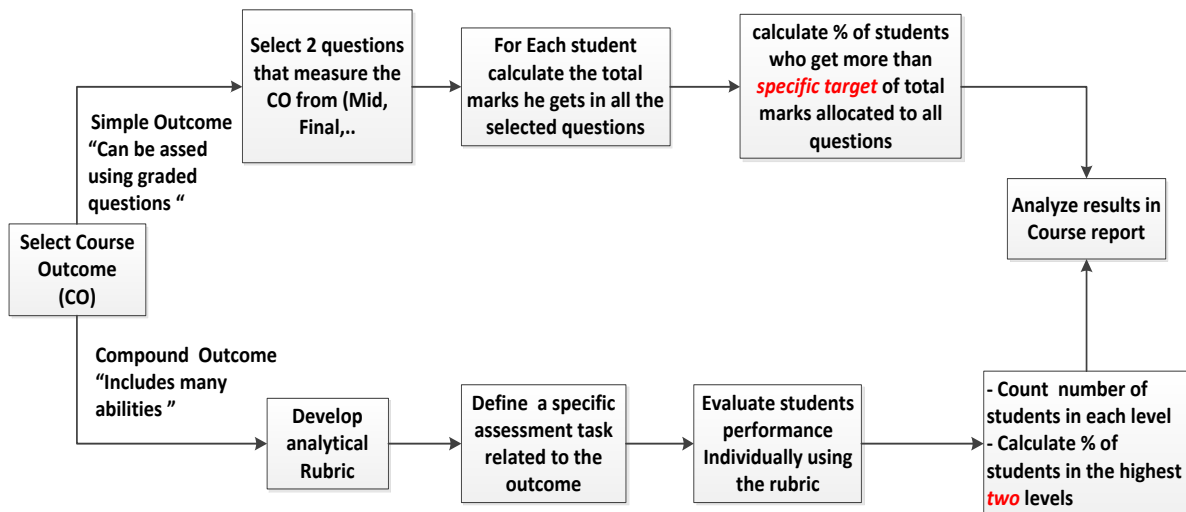 Select Course
Outcome
(CO)
Simple Outcome
“Can be assed
using graded
questions “
Select 2 questions
that measure the
CO from (Mid,
Final,..
For Each student
calculate the total
marks he gets in all the
selected questions
calculate % of students
who get more than
specific target of total
marks allocated to all
questions
Analyze results in
Course report
Compound Outcome
“Includes many
abilities ”
Develop
analytical
Rubric
Define a specific
assessment task
related to the
outcome
Evaluate students
performance
Individually using
the rubric
- Count number of
students in each level
- Calculate % of
students in the highest
two levels